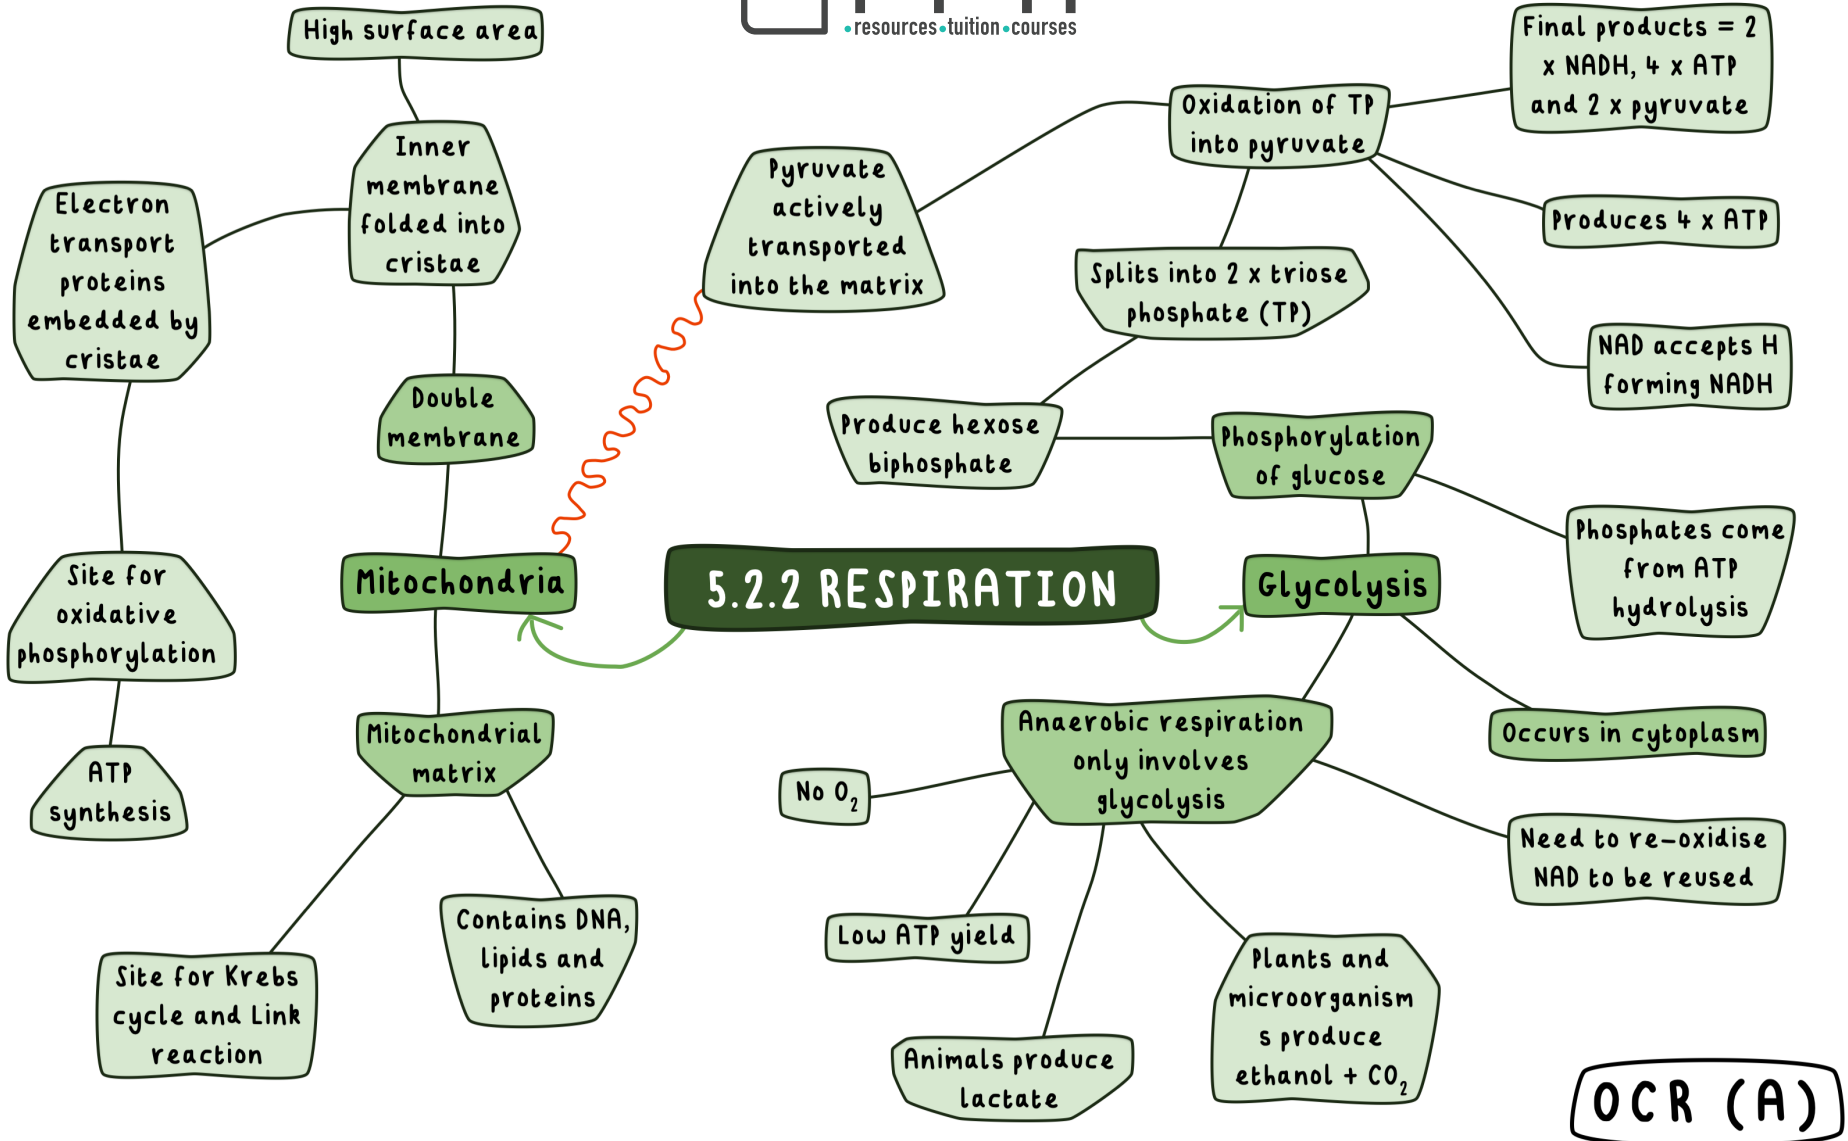 •resources•tuition•courses
High surface area
Inner
membrane
folded into
cristae
Electron
transport
proteins
embedded by
cristae
Double
membrane
Site for
oxidative
phosphorylation
ATP
synthesis
Mitochondria
Mitochondrial
matrix
Site for Krebs
cycle and Link
reaction
Contains DNA,
lipids and
proteins
5.2.2 RESPIRATION
Pyruvate
actively
transported
into the matrix
Oxidation of TP
into pyruvate
Final products = 2
x NADH, 4 x ATP
and 2 x pyruvate
Produces 4 x ATP
NAD accepts H
forming NADH
Splits into 2 x triose
phosphate (TP)
Produce hexose
biphosphate
Phosphorylation
of glucose
Phosphates come
from ATP
hydrolysis
Glycolysis
Occurs in cytoplasm
Anaerobic respiration
only involves
glycolysis
No O₂
Low ATP yield
Animals produce
lactate
Plants and
microorganism
s produce
ethanol + CO₂
Need to re-oxidise
NAD to be reused
OCR (A)